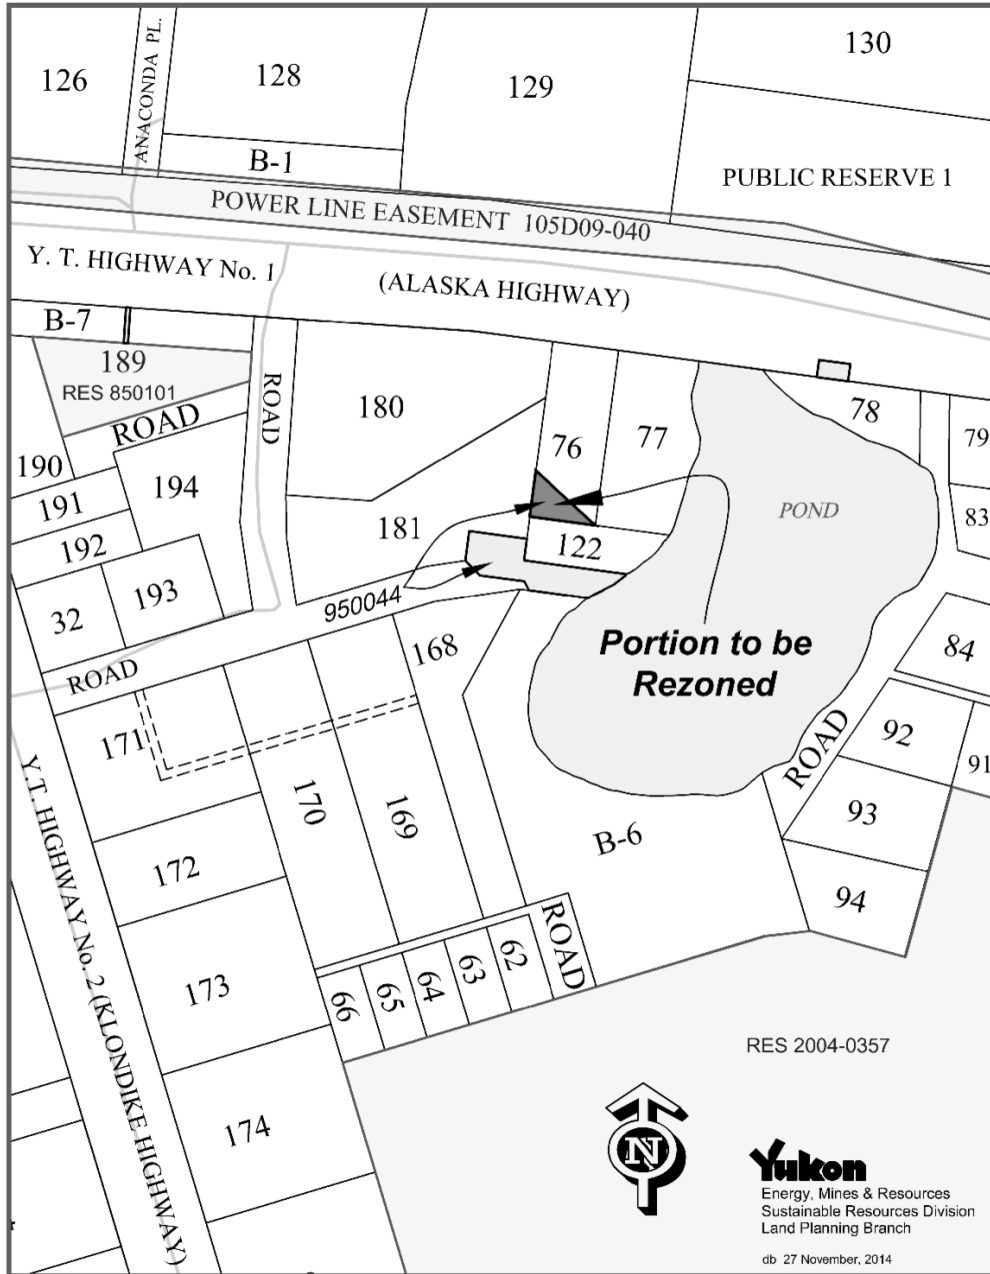 130
126
ANACONDA PL.
128
129
B-1
PUBLIC RESERVE 1
POWER LINE EASEMENT 105D09-040
Y. T. HIGHWAY No. 1
(ALASKA HIGHWAY)
B-7
189
RES 850101
ROAD
ROAD
180
76
77
78
79
190
191
194
192
181
122
POND
83
32
193
950044
168
Portion to be
Rezoned
84
ROAD
171
170
169
92
91
ROAD
93
B-6
172
94
Y.T. HIGHWAY No. 2 (KLONDIKE HIGHWAY)
173
66
65
64
63
62
ROAD
RES 2004-0357
174
N
Yukon
Energy, Mines & Resources
Sustainable Resources Division
Land Planning Branch
db 27 November, 2014